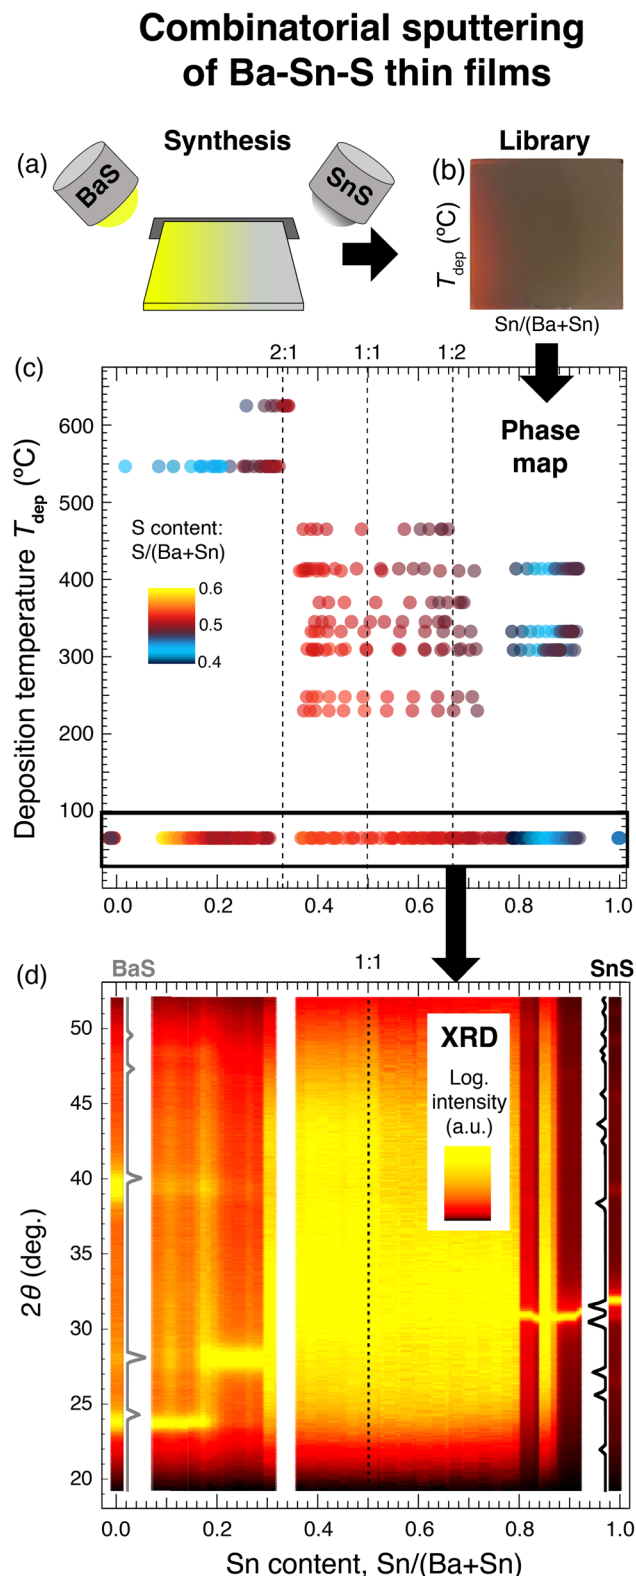 Combinatorial sputtering
of Ba-Sn-S thin films
(a)
Synthesis
BaS
SnS
Library
(b)
T_dep (ºC)
Sn/(Ba+Sn)
(c)
2:1
1:1
1:2
Phase
map
Deposition temperature T_dep (ºC)
600
500
400
300
200
100
S content:
S/(Ba+Sn)
0.6
0.5
0.4
0.0
0.2
0.4
0.6
0.8
1.0
(d)
BaS
1:1
SnS
XRD
Log.
intensity
(a.u.)
2θ (deg.)
50
45
40
35
30
25
20
0.0
0.2
0.4
0.6
0.8
1.0
Sn content, Sn/(Ba+Sn)